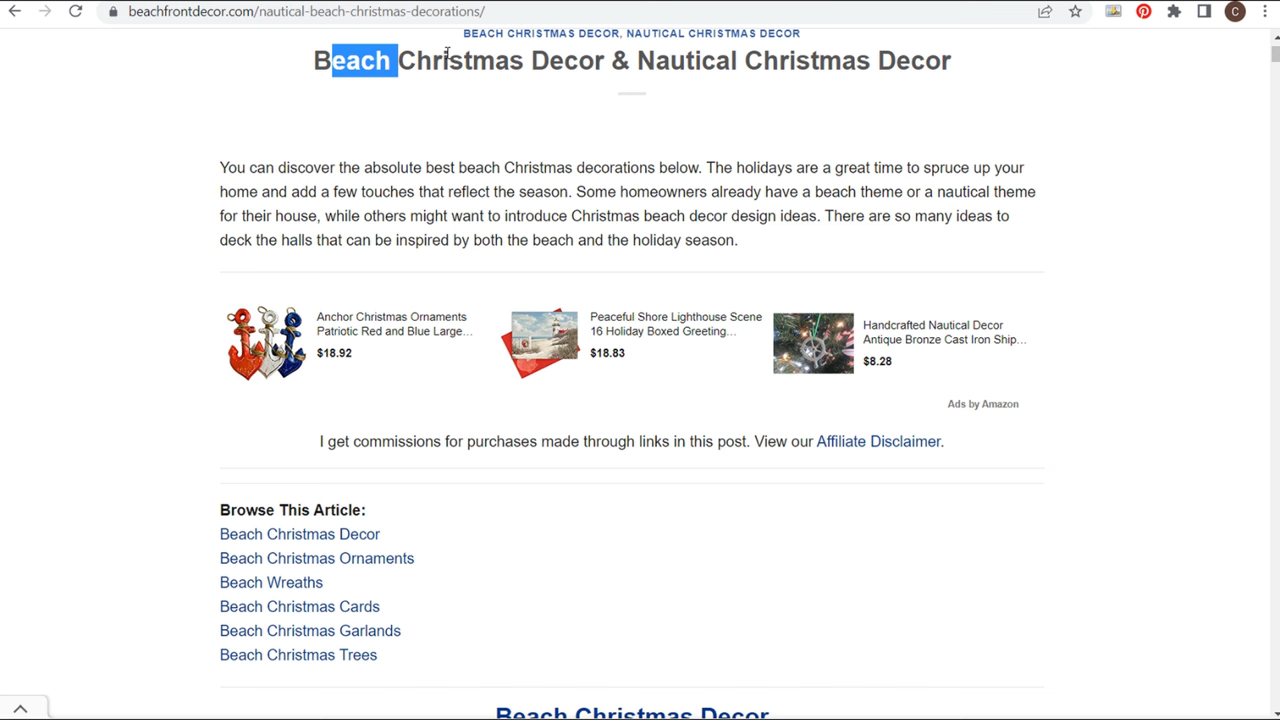 beachfrontdecor.com/nautical-beach-christmas-decorations/
C
BEACH CHRISTMAS DECOR, NAUTICAL CHRISTMAS DECOR
Beach Christmas Decor & Nautical Christmas Decor
You can discover the absolute best beach Christmas decorations below. The holidays are a great time to spruce up your
home and add a few touches that reflect the season. Some homeowners already have a beach theme or a nautical theme
for their house, while others might want to introduce Christmas beach decor design ideas. There are so many ideas to
deck the halls that can be inspired by both the beach and the holiday season.
Anchor Christmas Ornaments
Patriotic Red and Blue Large...
$18.92
Peaceful Shore Lighthouse Scene
16 Holiday Boxed Greeting...
$18.83
Handcrafted Nautical Decor
Antique Bronze Cast Iron Ship...
$8.28
Ads by Amazon
I get commissions for purchases made through links in this post. View our Affiliate Disclaimer.
Browse This Article:
Beach Christmas Decor
Beach Christmas Ornaments
Beach Wreaths
Beach Christmas Cards
Beach Christmas Garlands
Beach Christmas Trees
Beach Christmas Decor